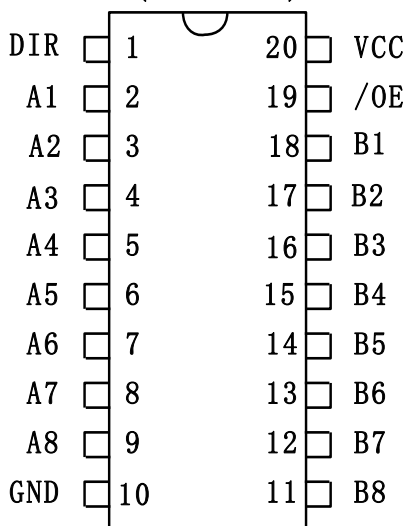 DIR 1 20 VCC
A1 2 19 /OE
A2 3 18 B1
A3 4 17 B2
A4 5 16 B3
A5 6 15 B4
A6 7 14 B5
A7 8 13 B6
A8 9 12 B7
GND 10 11 B8